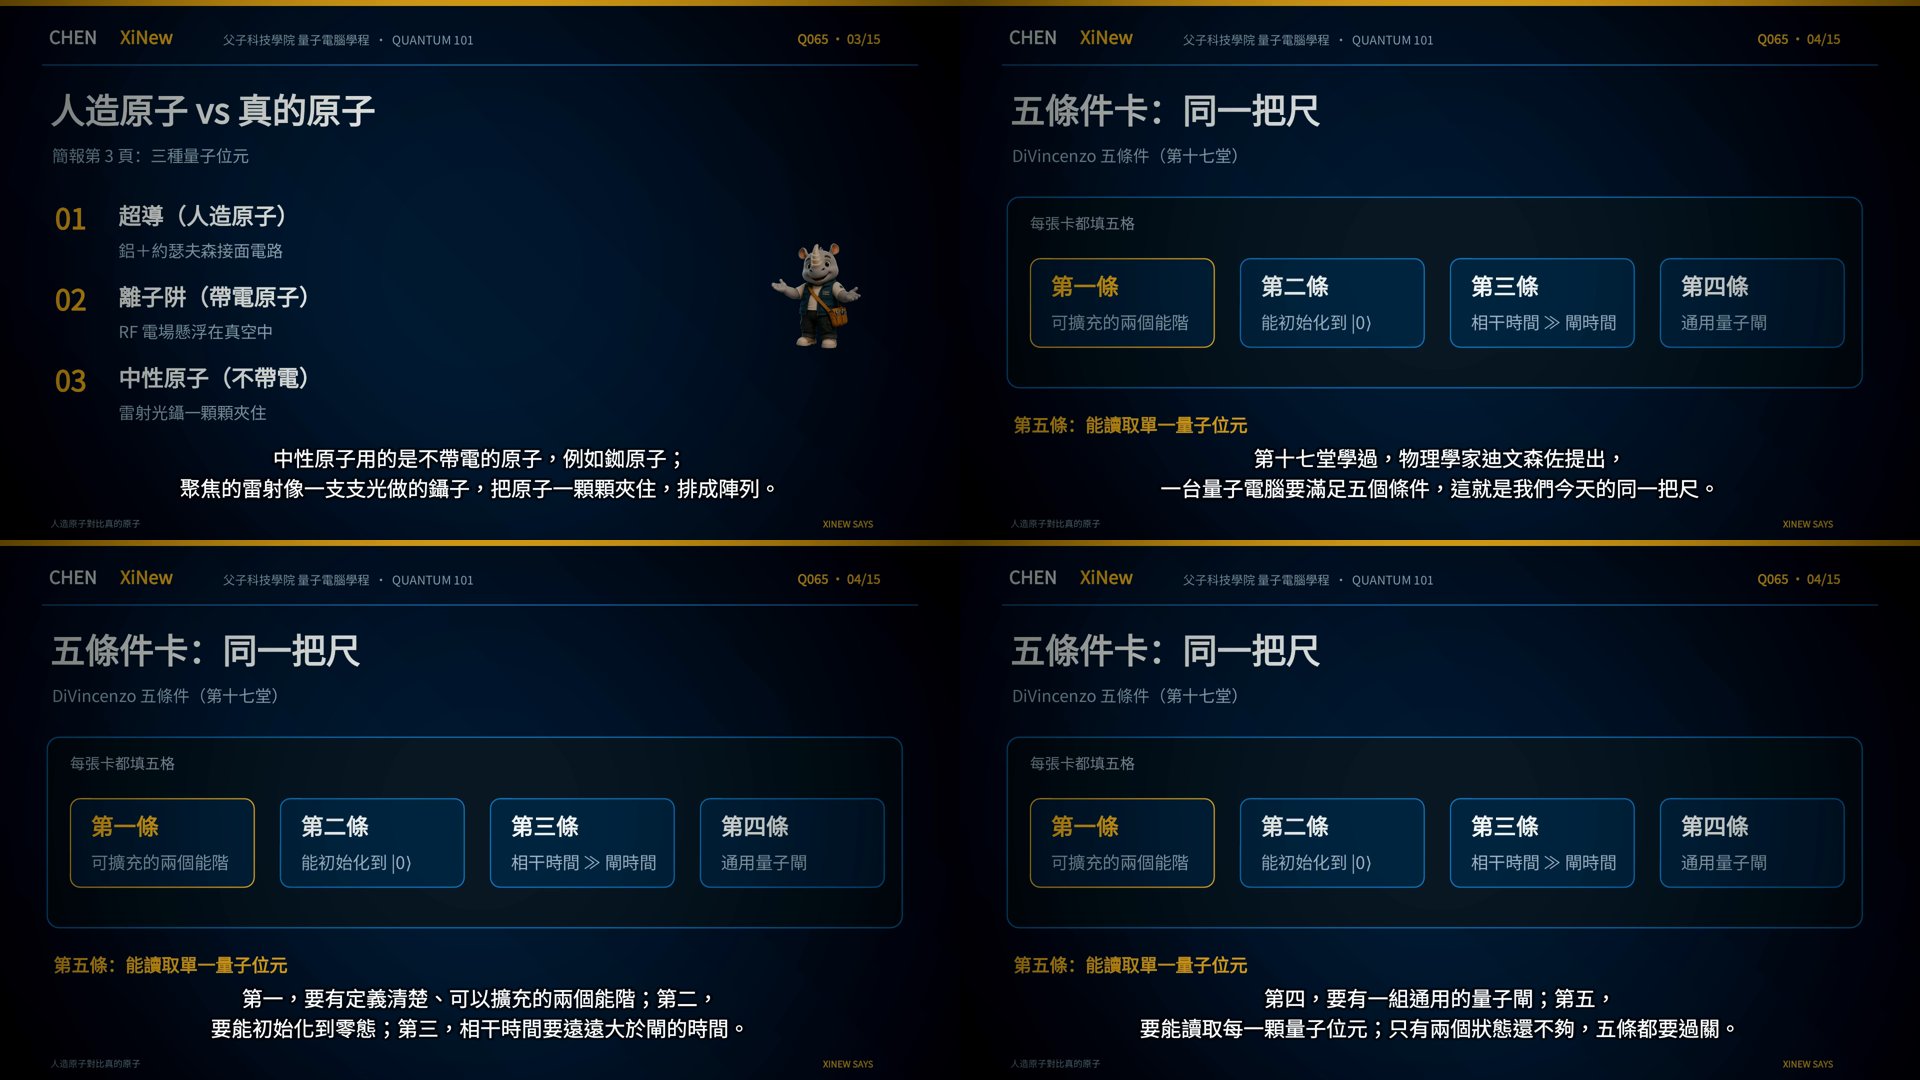 CHEN XiNew 父子科技學院 量子電腦學程 · QUANTUM 101 Q065 · 03/15
人造原子 vs 真的原子
簡報第 3 頁：三種量子位元
01 超導（人造原子）
鋁＋約瑟夫森接面電路
02 離子阱（帶電原子）
RF 電場懸浮在真空中
03 中性原子（不帶電）
雷射光鑷一顆顆夾住
中性原子用的是不帶電的原子，例如銣原子；
聚焦的雷射像一支支光做的鑷子，把原子一顆顆夾住，排成陣列。
人造原子對比真的原子 XINEW SAYS
CHEN XiNew 父子科技學院 量子電腦學程 · QUANTUM 101 Q065 · 04/15
五條件卡：同一把尺
DiVincenzo 五條件（第十七堂）
每張卡都填五格
第一條 第二條 第三條 第四條
可擴充的兩個能階 能初始化到 |0⟩ 相干時間 ≫ 閘時間 通用量子閘
第五條：能讀取單一量子位元
第十七堂學過，物理學家迪文森佐提出，
一台量子電腦要滿足五個條件，這就是我們今天的同一把尺。
人造原子對比真的原子 XINEW SAYS
CHEN XiNew 父子科技學院 量子電腦學程 · QUANTUM 101 Q065 · 04/15
五條件卡：同一把尺
DiVincenzo 五條件（第十七堂）
每張卡都填五格
第一條 第二條 第三條 第四條
可擴充的兩個能階 能初始化到 |0⟩ 相干時間 ≫ 閘時間 通用量子閘
第五條：能讀取單一量子位元
第一，要有定義清楚、可以擴充的兩個能階；第二，
要能初始化到零態；第三，相干時間要遠遠大於閘的時間。
人造原子對比真的原子 XINEW SAYS
CHEN XiNew 父子科技學院 量子電腦學程 · QUANTUM 101 Q065 · 04/15
五條件卡：同一把尺
DiVincenzo 五條件（第十七堂）
每張卡都填五格
第一條 第二條 第三條 第四條
可擴充的兩個能階 能初始化到 |0⟩ 相干時間 ≫ 閘時間 通用量子閘
第五條：能讀取單一量子位元
第四，要有一組通用的量子閘；第五，
要能讀取每一顆量子位元；只有兩個狀態還不夠，五條都要過關。
人造原子對比真的原子 XINEW SAYS